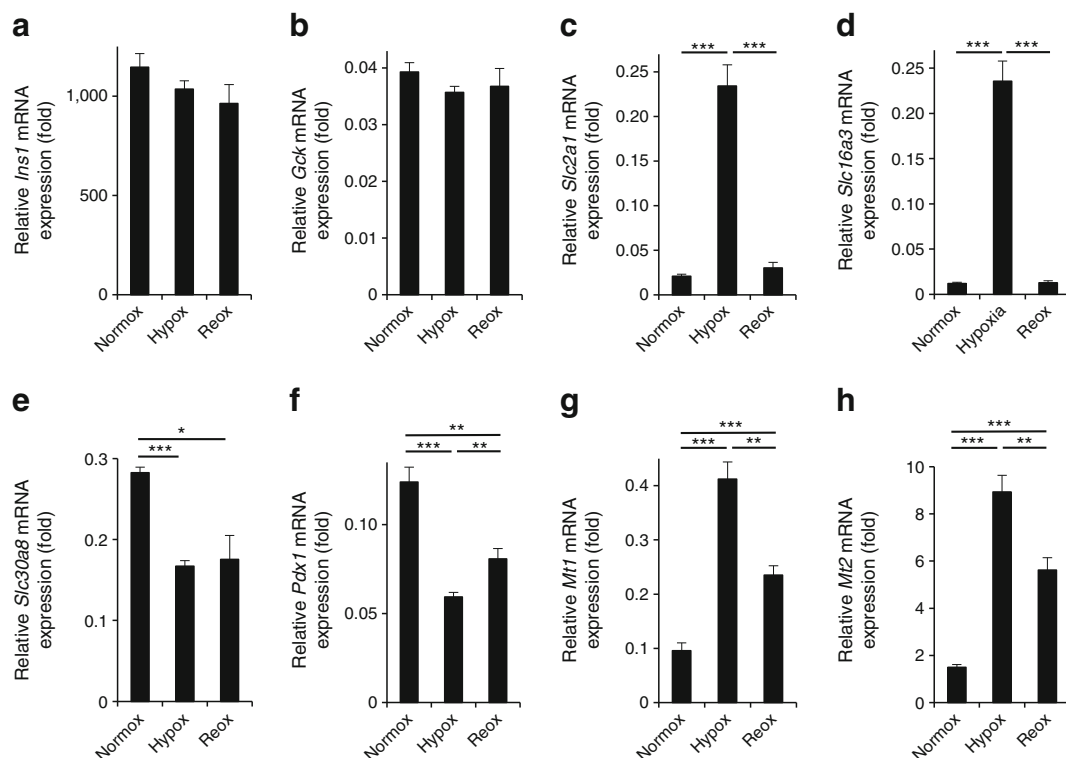 a
Relative Ins1 mRNA
expression (fold)
1,000
500
0
Normox
Hypox
Reox
b
Relative Gck mRNA
expression (fold)
0.04
0.03
0.02
0.01
0
Normox
Hypox
Reox
c
Relative Slc2a1 mRNA
expression (fold)
*** ***
0.25
0.20
0.15
0.10
0.05
0
Normox
Hypox
Reox
d
Relative Slc16a3 mRNA
expression (fold)
*** ***
0.25
0.20
0.15
0.10
0.05
0
Normox
Hypoxia
Reox
e
Relative Slc30a8 mRNA
expression (fold)
*
***
0.3
0.2
0.1
0
Normox
Hypox
Reox
f
Relative Pdx1 mRNA
expression (fold)
**
*** **
0.10
0.05
0
Normox
Hypox
Reox
g
Relative Mt1 mRNA
expression (fold)
***
*** **
0.4
0.3
0.2
0.1
0
Normox
Hypox
Reox
h
Relative Mt2 mRNA
expression (fold)
***
*** **
10
8
6
4
2
0
Normox
Hypox
Reox